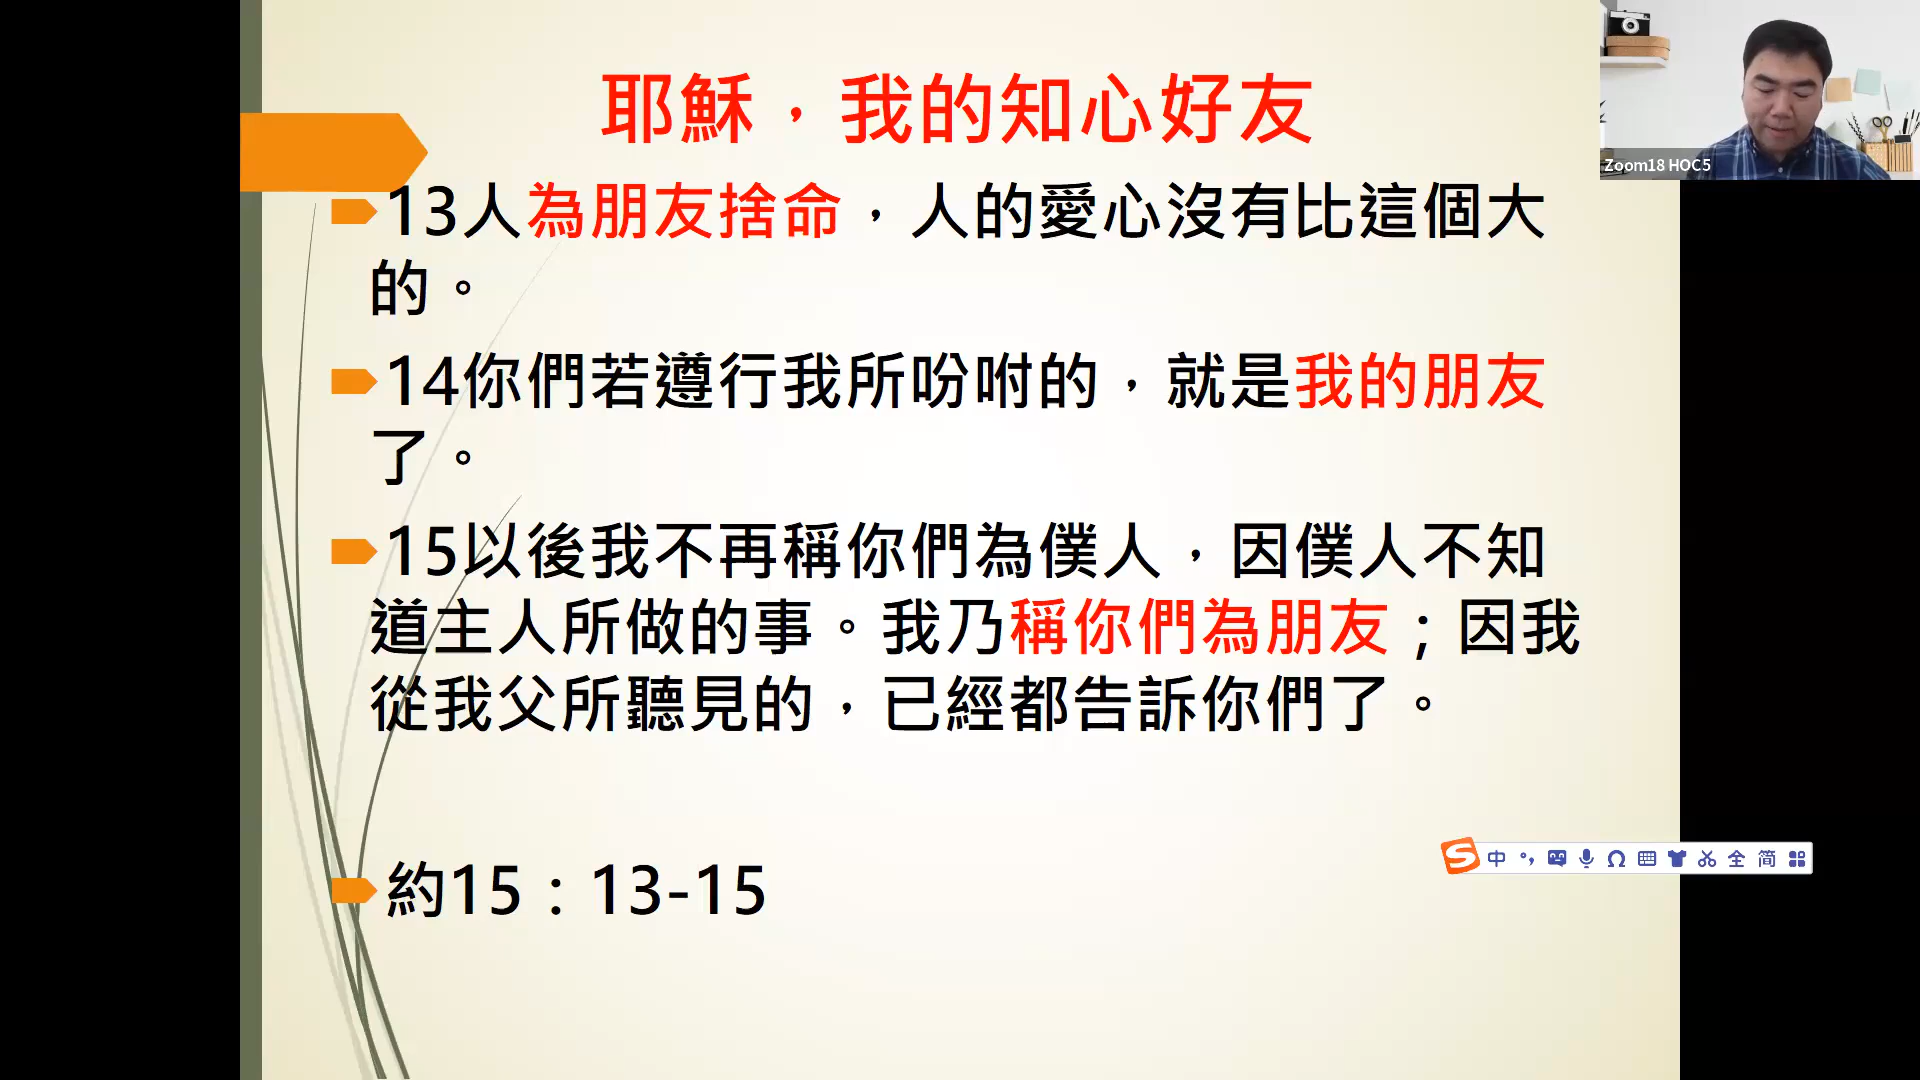 耶穌，我的知心好友
13人為朋友捨命，人的愛心沒有比這個大
的。
14你們若遵行我所吩咐的，就是我的朋友
了。
15以後我不再稱你們為僕人，因僕人不知
道主人所做的事。我乃稱你們為朋友；因我
從我父所聽見的，已經都告訴你們了。
約15：13-15
Zoom18 HOC5
S 中 全 简